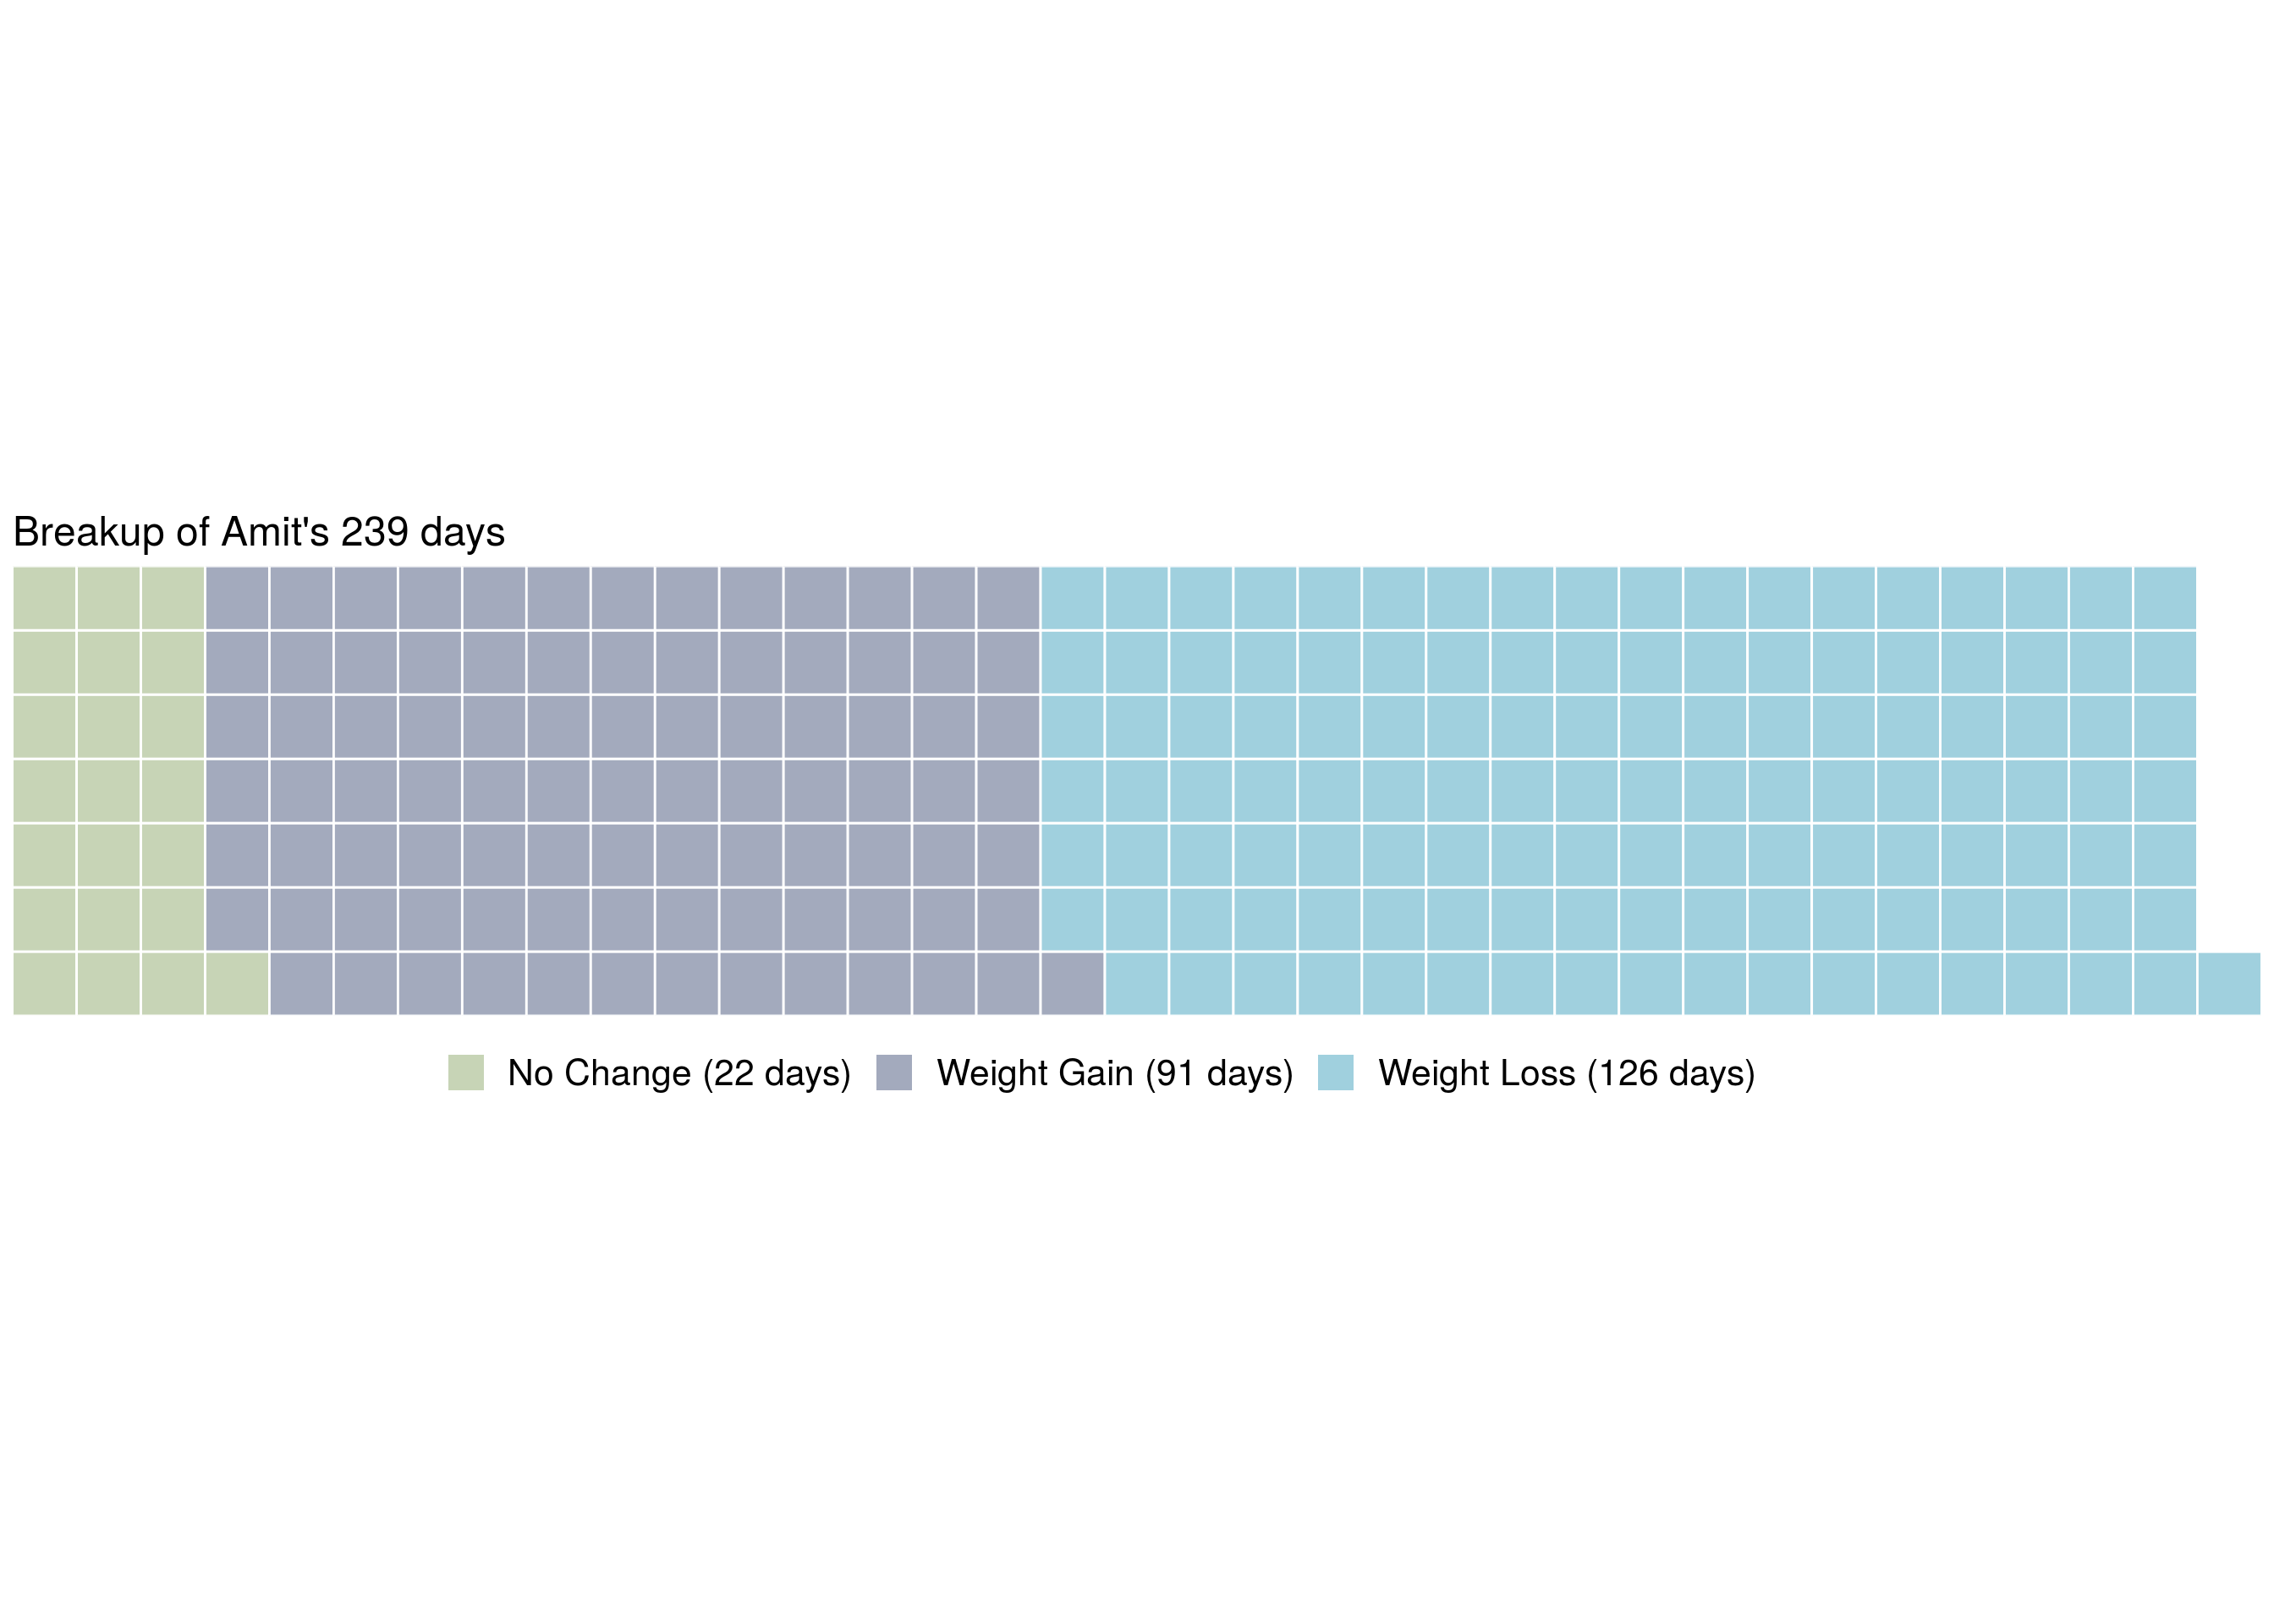 Breakup of Amit's 239 days
No Change (22 days) Weight Gain (91 days) Weight Loss (126 days)